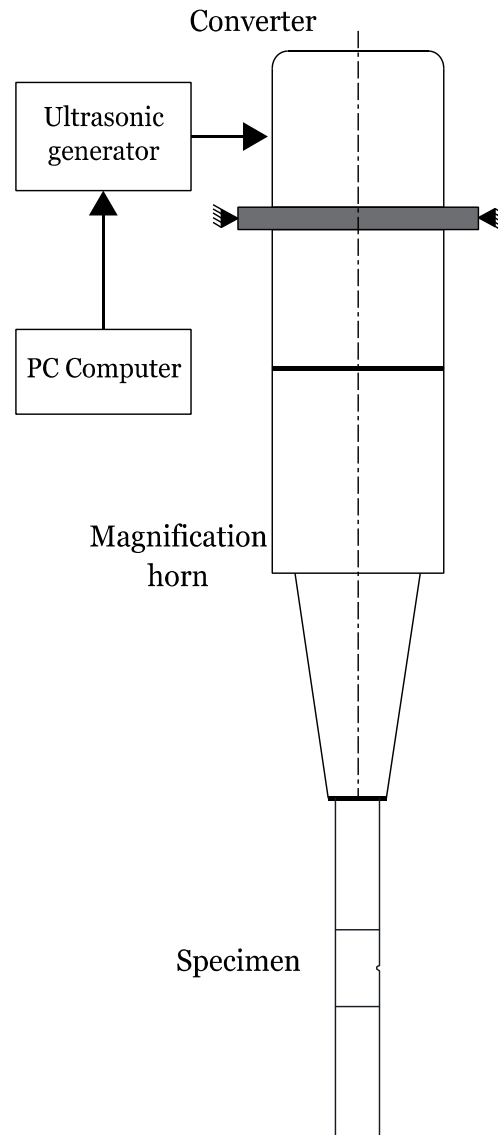 Converter
Ultrasonic
generator
PC Computer
Magnification
horn
Specimen